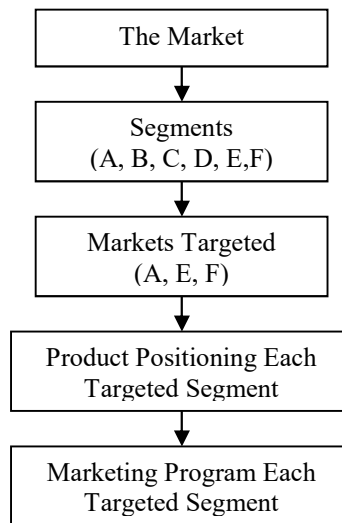 The Market
Segments
(A, B, C, D, E,F)
Markets Targeted
(A, E, F)
Product Positioning Each
Targeted Segment
Marketing Program Each
Targeted Segment